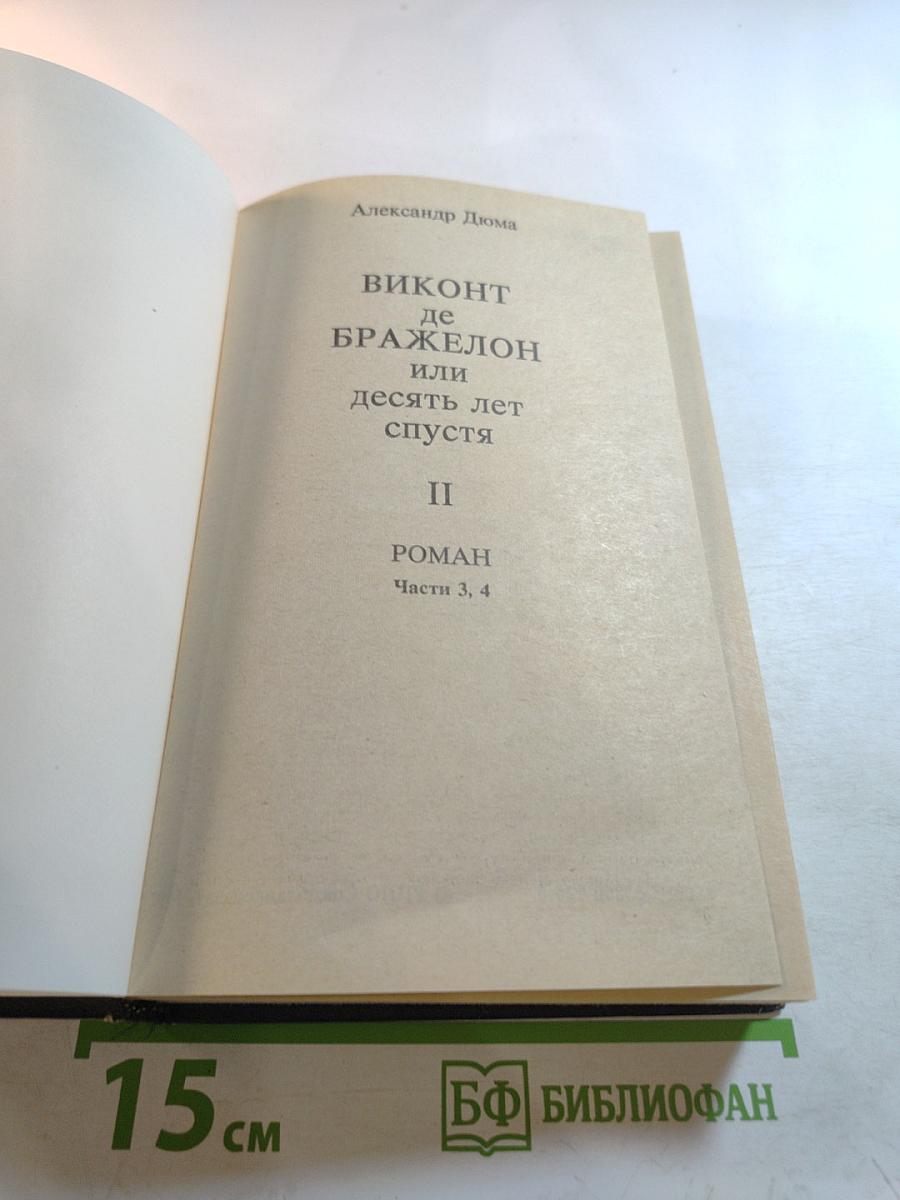 Александр Дюма
ВИКОНТ
де
БРАЖЕЛОН
или
десять лет
спустя
II
РОМАН
Части 3, 4
15 см
БФ БИБЛИОФАН